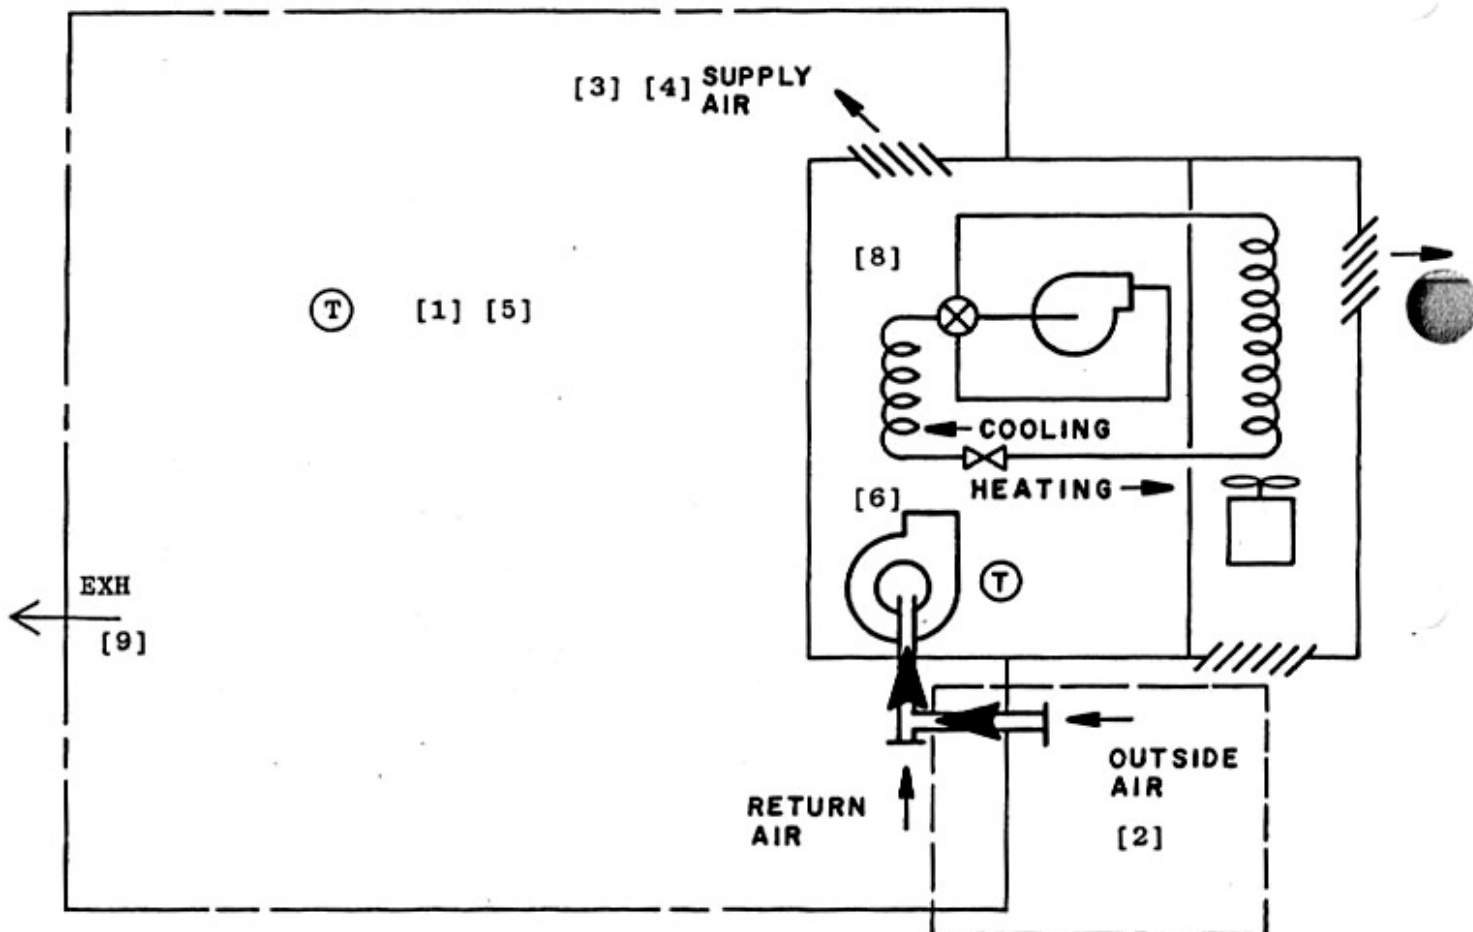 [3] [4] SUPPLY
AIR
[8]
T [1] [5]
COOLING
HEATING
[6]
T
EXH
[9]
OUTSIDE
AIR
RETURN
AIR
[2]